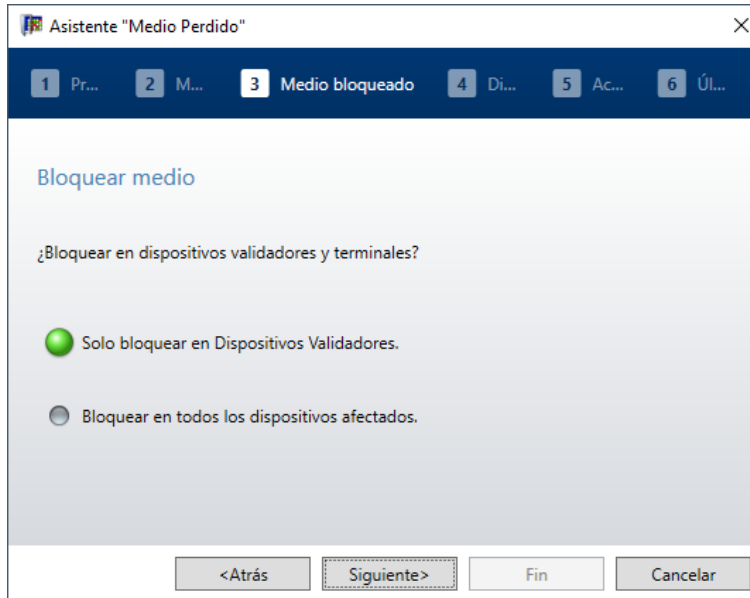 Asistente "Medio Perdido"
1 Pr... 2 M... 3 Medio bloqueado 4 Di... 5 Ac... 6 Úl...
Bloquear medio
¿Bloquear en dispositivos validadores y terminales?
Solo bloquear en Dispositivos Validadores.
Bloquear en todos los dispositivos afectados.
<Atrás Siguiente> Fin Cancelar